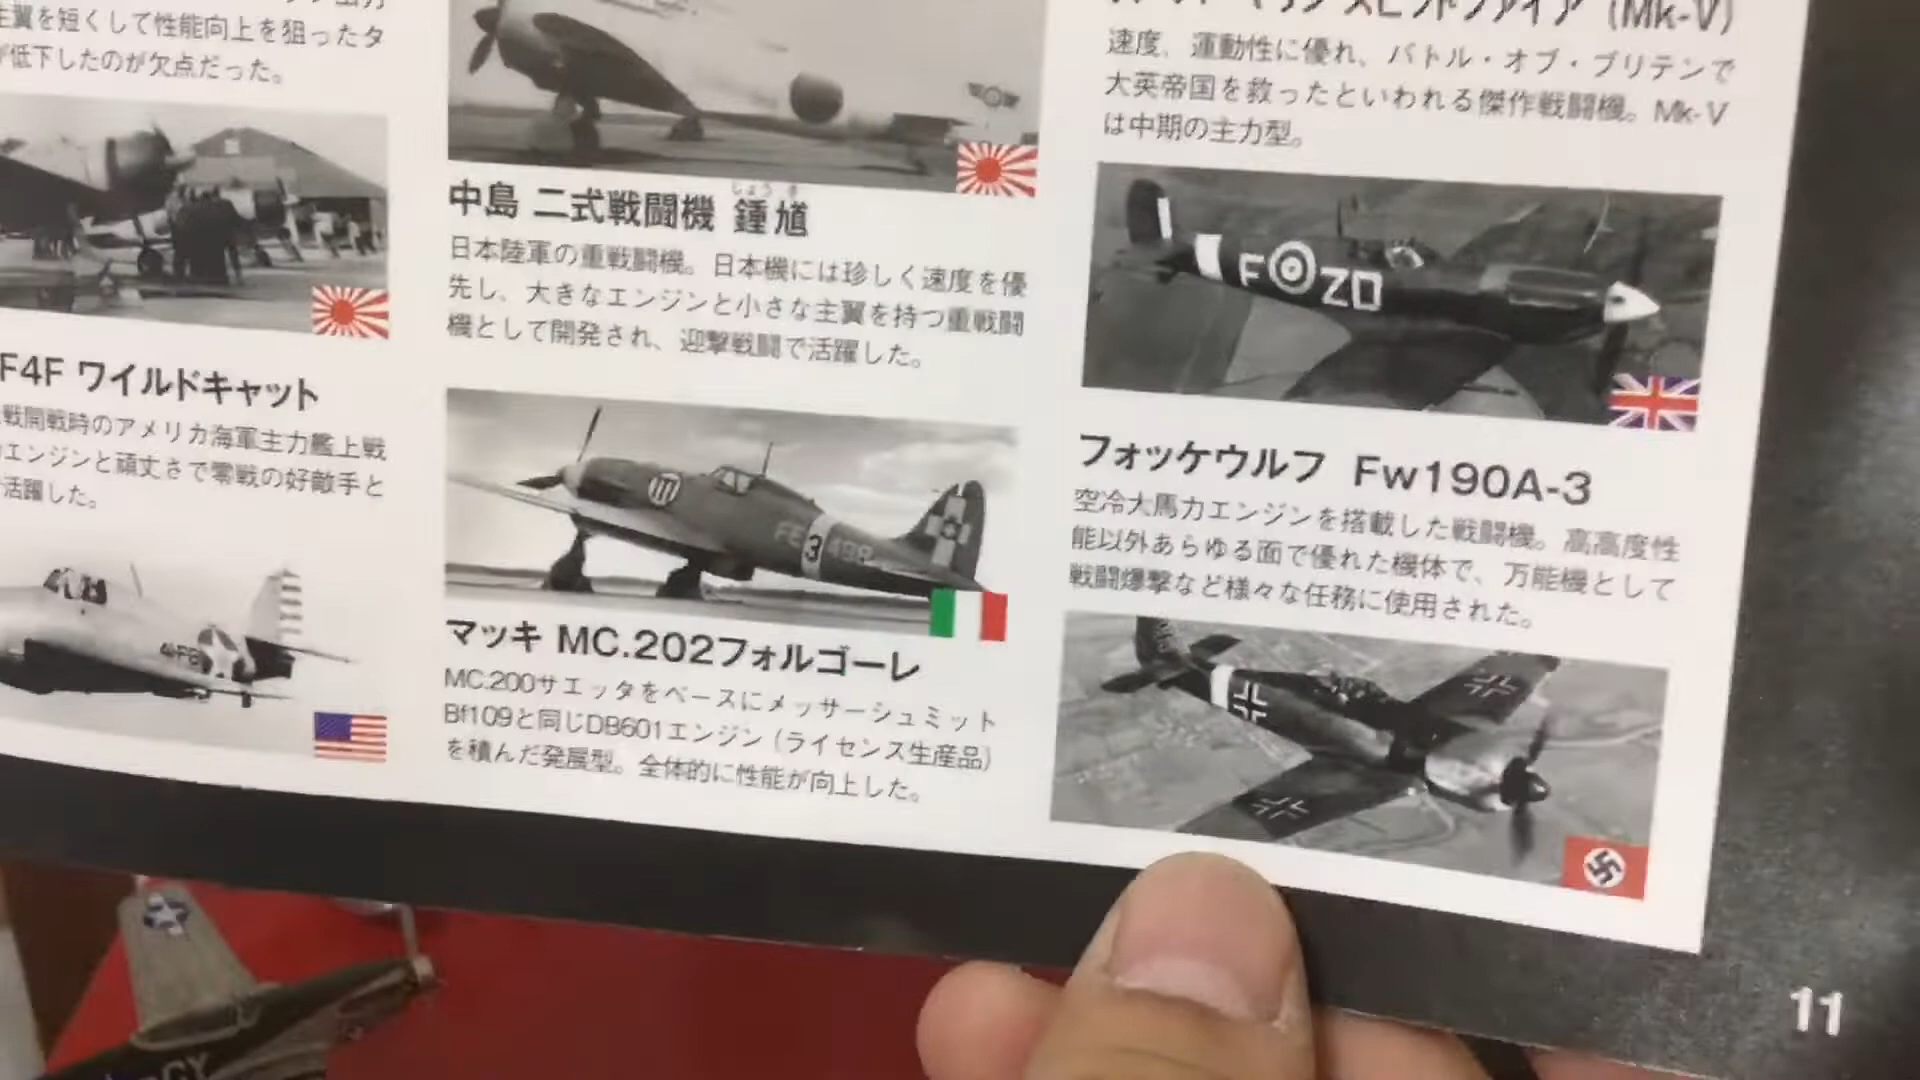 主翼を短くして性能向上を狙ったタ
が低下したのが欠点だった。
F4F ワイルドキャット
戦開戦時のアメリカ海軍主力艦上戦
エンジンと頑丈さで零戦の好敵手と
活躍した。
4-F-8
しょう き
中島 二式戦闘機 鍾馗
日本陸軍の重戦闘機。日本機には珍しく速度を優
先し、大きなエンジンと小さな主翼を持つ重戦闘
機として開発され、迎撃戦闘で活躍した。
FE 3 498
マッキ MC.202フォルゴーレ
MC.200サエッタをベースにメッサーシュミット
Bf109と同じDB601エンジン(ライセンス生産品)
を積んだ発展型。全体的に性能が向上した。
スピットファイア (Mk-V)
速度、運動性に優れ、バトル・オブ・ブリテンで
大英帝国を救ったといわれる傑作戦闘機。Mk-V
は中期の主力型。
F ZD
フォッケウルフ Fw190A-3
空冷大馬力エンジンを搭載した戦闘機。高高度性
能以外あらゆる面で優れた機体で、万能機として
戦闘爆撃など様々な任務に使用された。
11